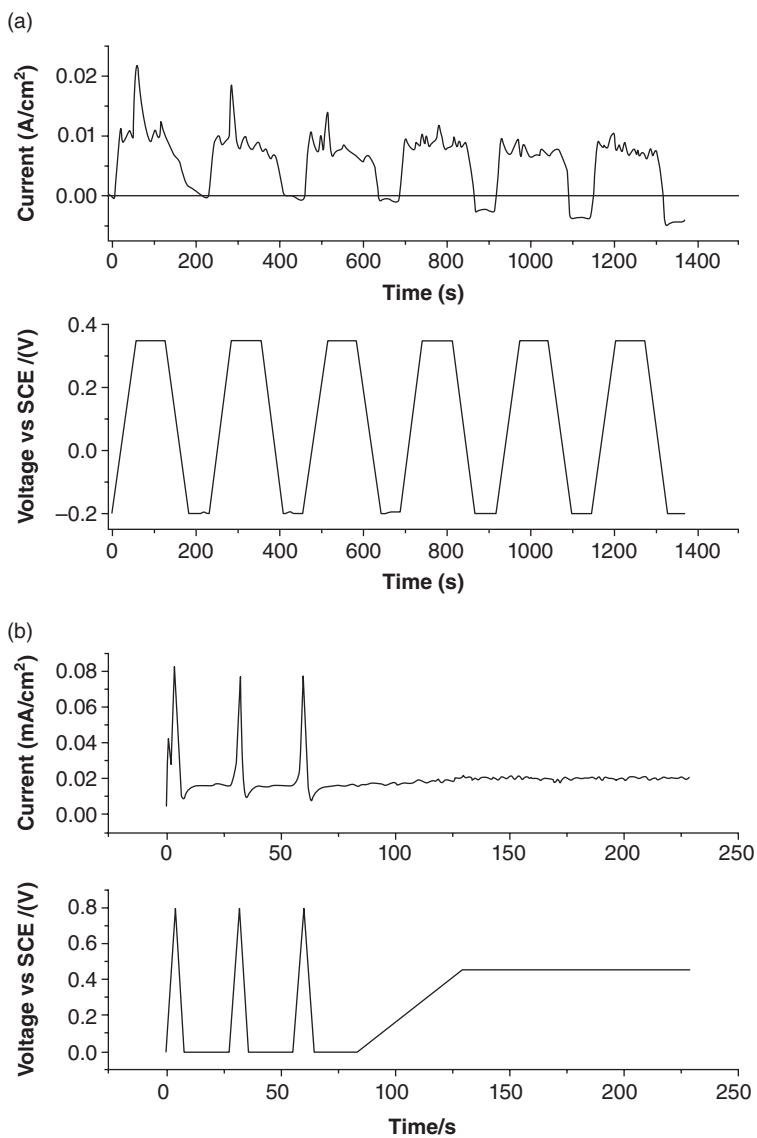 (a)
Current (A/cm²)
0.02
0.01
0.00
0 200 400 600 800 1000 1200 1400
Time (s)
Voltage vs SCE /(V)
0.4
0.2
0.0
–0.2
0 200 400 600 800 1000 1200 1400
Time (s)
(b)
Current (mA/cm²)
0.08
0.06
0.04
0.02
0.00
0 50 100 150 200 250
Voltage vs SCE /(V)
0.8
0.6
0.4
0.2
0.0
0 50 100 150 200 250
Time/s